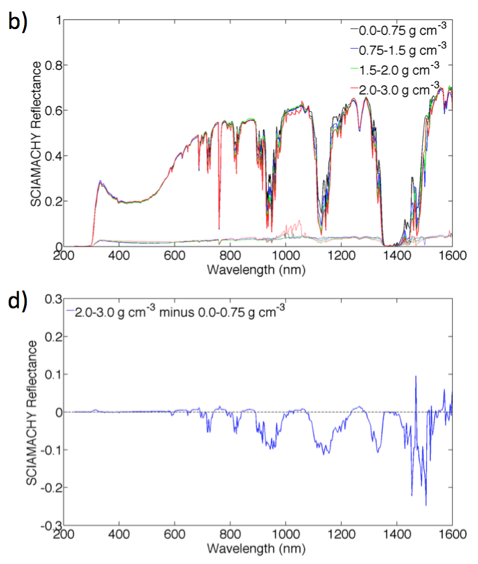 b)
1
0.8
0.6
0.4
0.2
0
SCIAMACHY Reflectance
0.0-0.75 g cm-3
0.75-1.5 g cm-3
1.5-2.0 g cm-3
2.0-3.0 g cm-3
200 400 600 800 1000 1200 1400 1600
Wavelength (nm)
d)
0.3
0.2
0.1
0
-0.1
-0.2
-0.3
SCIAMACHY Reflectance
2.0-3.0 g cm-3 minus 0.0-0.75 g cm-3
200 400 600 800 1000 1200 1400 1600
Wavelength (nm)